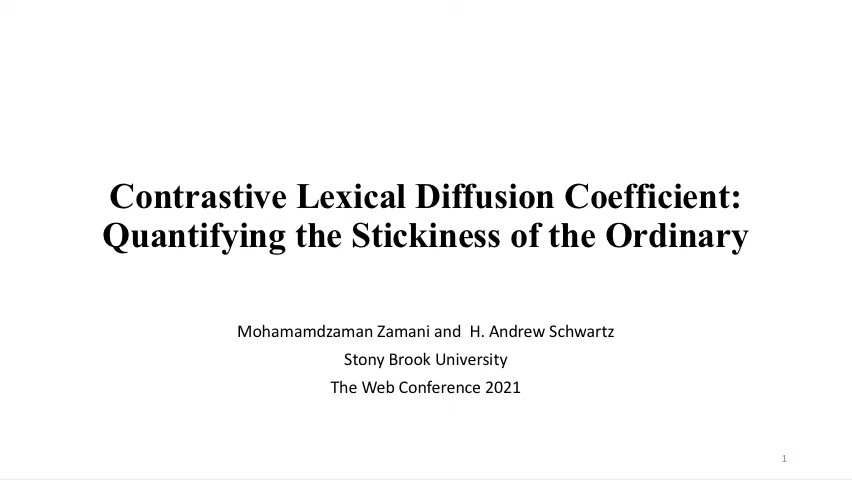 Contrastive Lexical Diffusion Coefficient:
Quantifying the Stickiness of the Ordinary
Mohamamdzaman Zamani and H. Andrew Schwartz
Stony Brook University
The Web Conference 2021
1